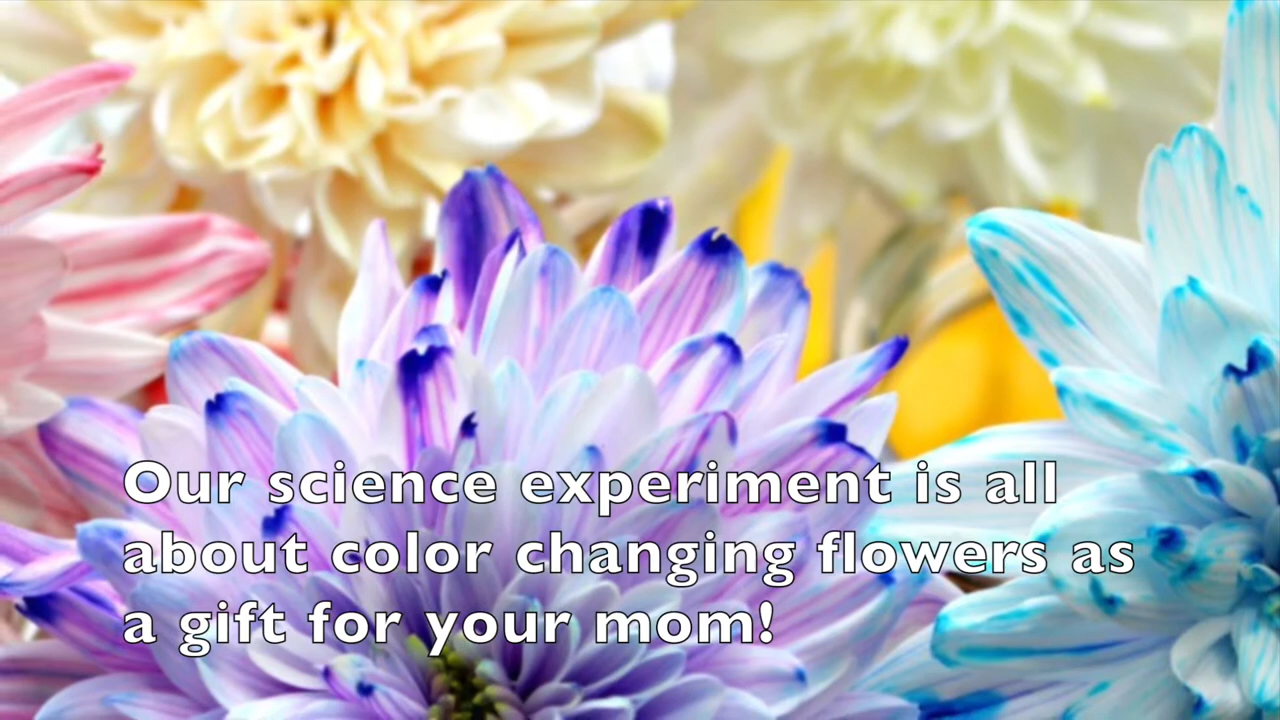 Our science experiment is all
about color changing flowers as
a gift for your mom!